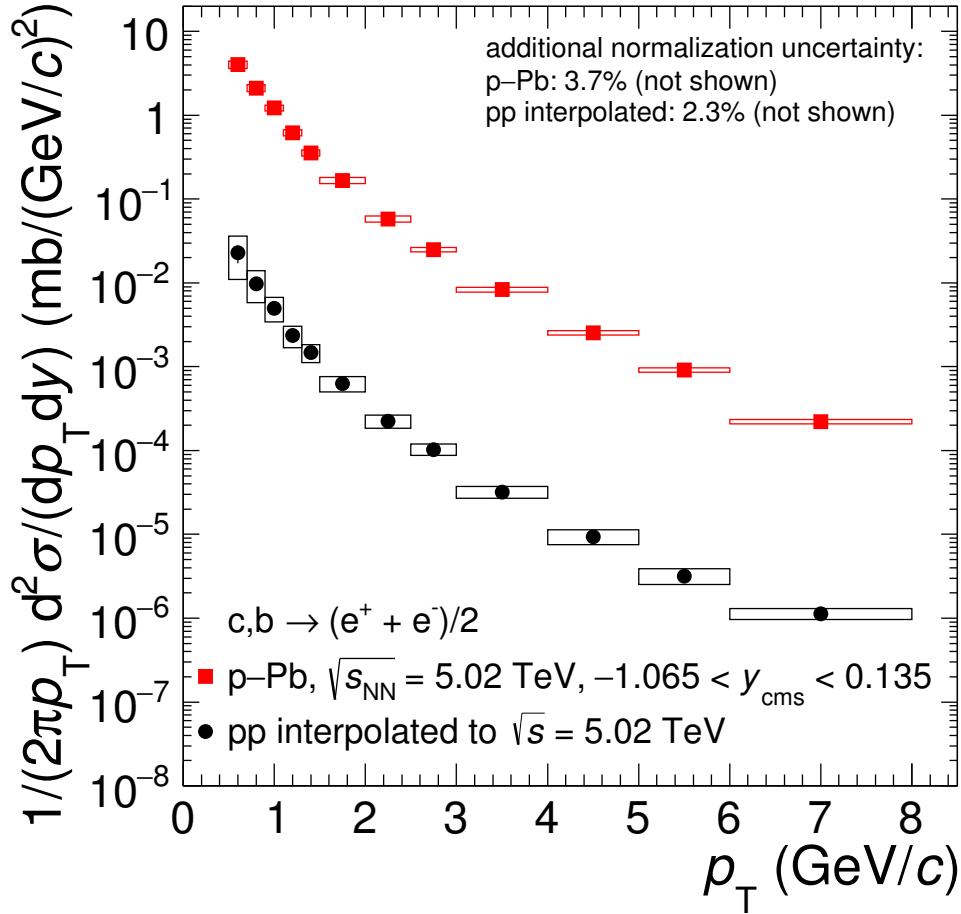 1/((2πp_T) d²σ/(dp_T dy) (mb/(GeV/c)²)
10
1
10⁻¹
10⁻²
10⁻³
10⁻⁴
10⁻⁵
10⁻⁶
10⁻⁷
10⁻⁸
additional normalization uncertainty:
p–Pb: 3.7% (not shown)
pp interpolated: 2.3% (not shown)
c,b → (e⁺ + e⁻)/2
p–Pb, √s_NN = 5.02 TeV, –1.065 < y_cms < 0.135
pp interpolated to √s = 5.02 TeV
0 1 2 3 4 5 6 7 8
p_T (GeV/c)